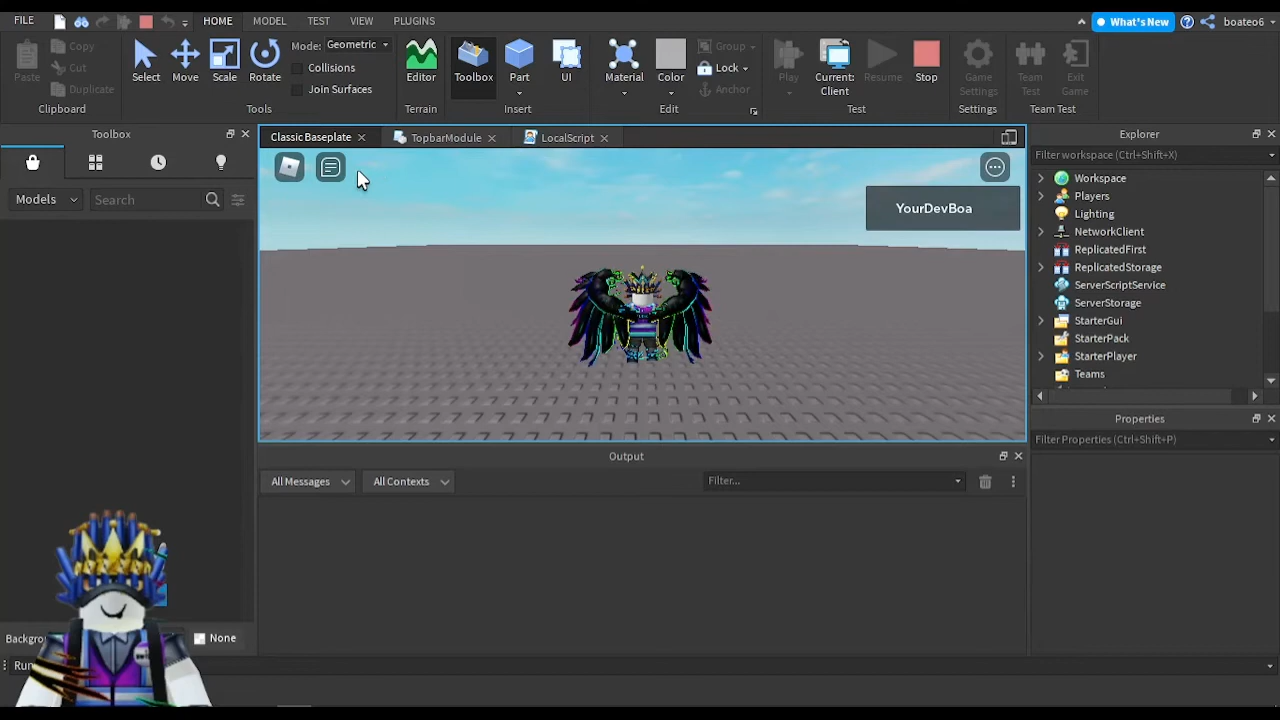 FILE HOME MODEL TEST VIEW PLUGINS What's New boateo6
Paste Copy Cut Duplicate Clipboard
Select Move Scale Rotate Mode: Geometric Collisions Join Surfaces Tools
Editor Terrain
Toolbox Part UI Insert
Material Color Group Lock Anchor Edit
Play Current: Client Resume Stop Test
Game Settings Settings
Team Test Exit Game Team Test
Toolbox
Models Search
Classic Baseplate TopbarModule LocalScript
YourDevBoa
Explorer
Filter workspace (Ctrl+Shift+X)
Workspace
Players
Lighting
NetworkClient
ReplicatedFirst
ReplicatedStorage
ServerScriptService
ServerStorage
StarterGui
StarterPack
StarterPlayer
Teams
Properties
Filter Properties (Ctrl+Shift+P)
Output
All Messages All Contexts Filter...
None